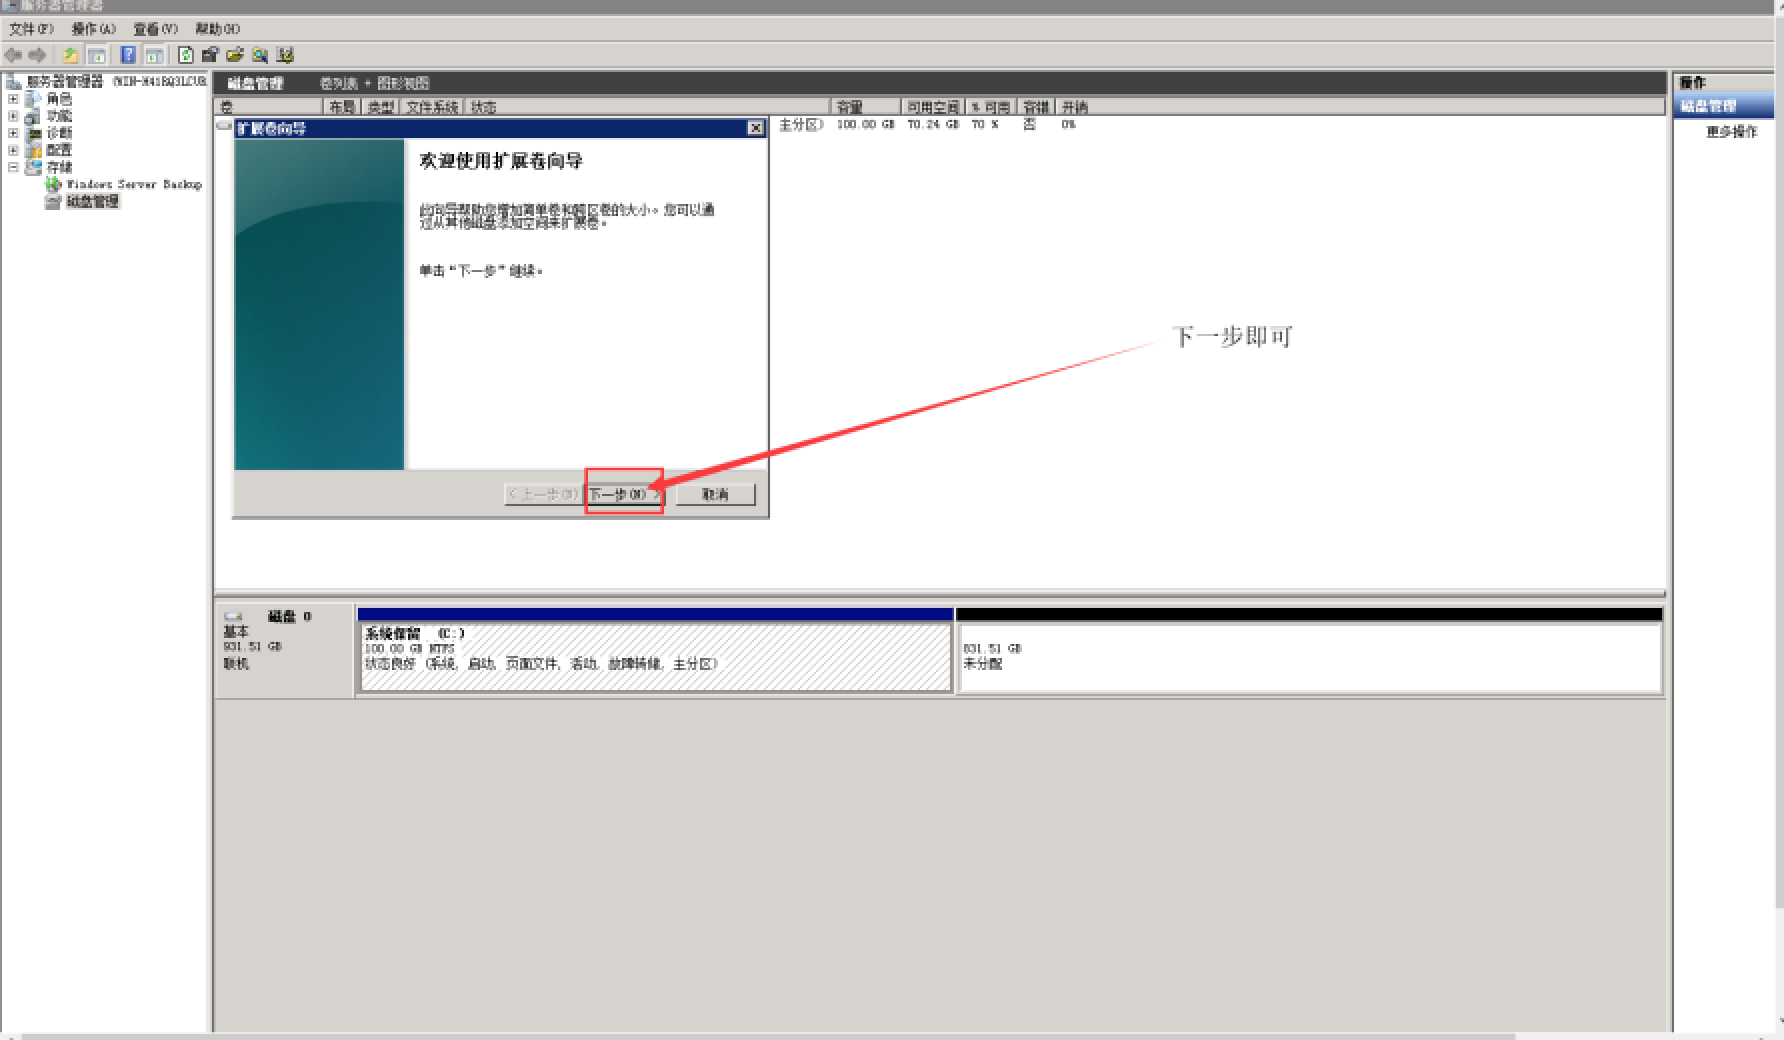 服务器管理器
文件(F) 操作(A) 查看(V) 帮助(H)
服务器管理器
角色
功能
诊断
配置
存储
Windows Server Backup
磁盘管理
磁盘管理 卷列表 + 图形视图
卷 布局 类型 文件系统 状态 容量 可用空间 % 可用 容错 开销
主分区) 100.00 GB 70.24 GB 70 % 否 0%
扩展卷向导
欢迎使用扩展卷向导
此向导帮助您增加简单卷和跨区卷的大小。您可以通
过从其他磁盘添加空间来扩展卷。
单击“下一步”继续。
< 上一步(B) 下一步(N) > 取消
下一步即可
磁盘 0
基本
931.51 GB
联机
系统保留 (C:)
100.00 GB NTFS
状态良好 (系统, 启动, 页面文件, 活动, 故障转储, 主分区)
831.51 GB
未分配
操作
磁盘管理
更多操作